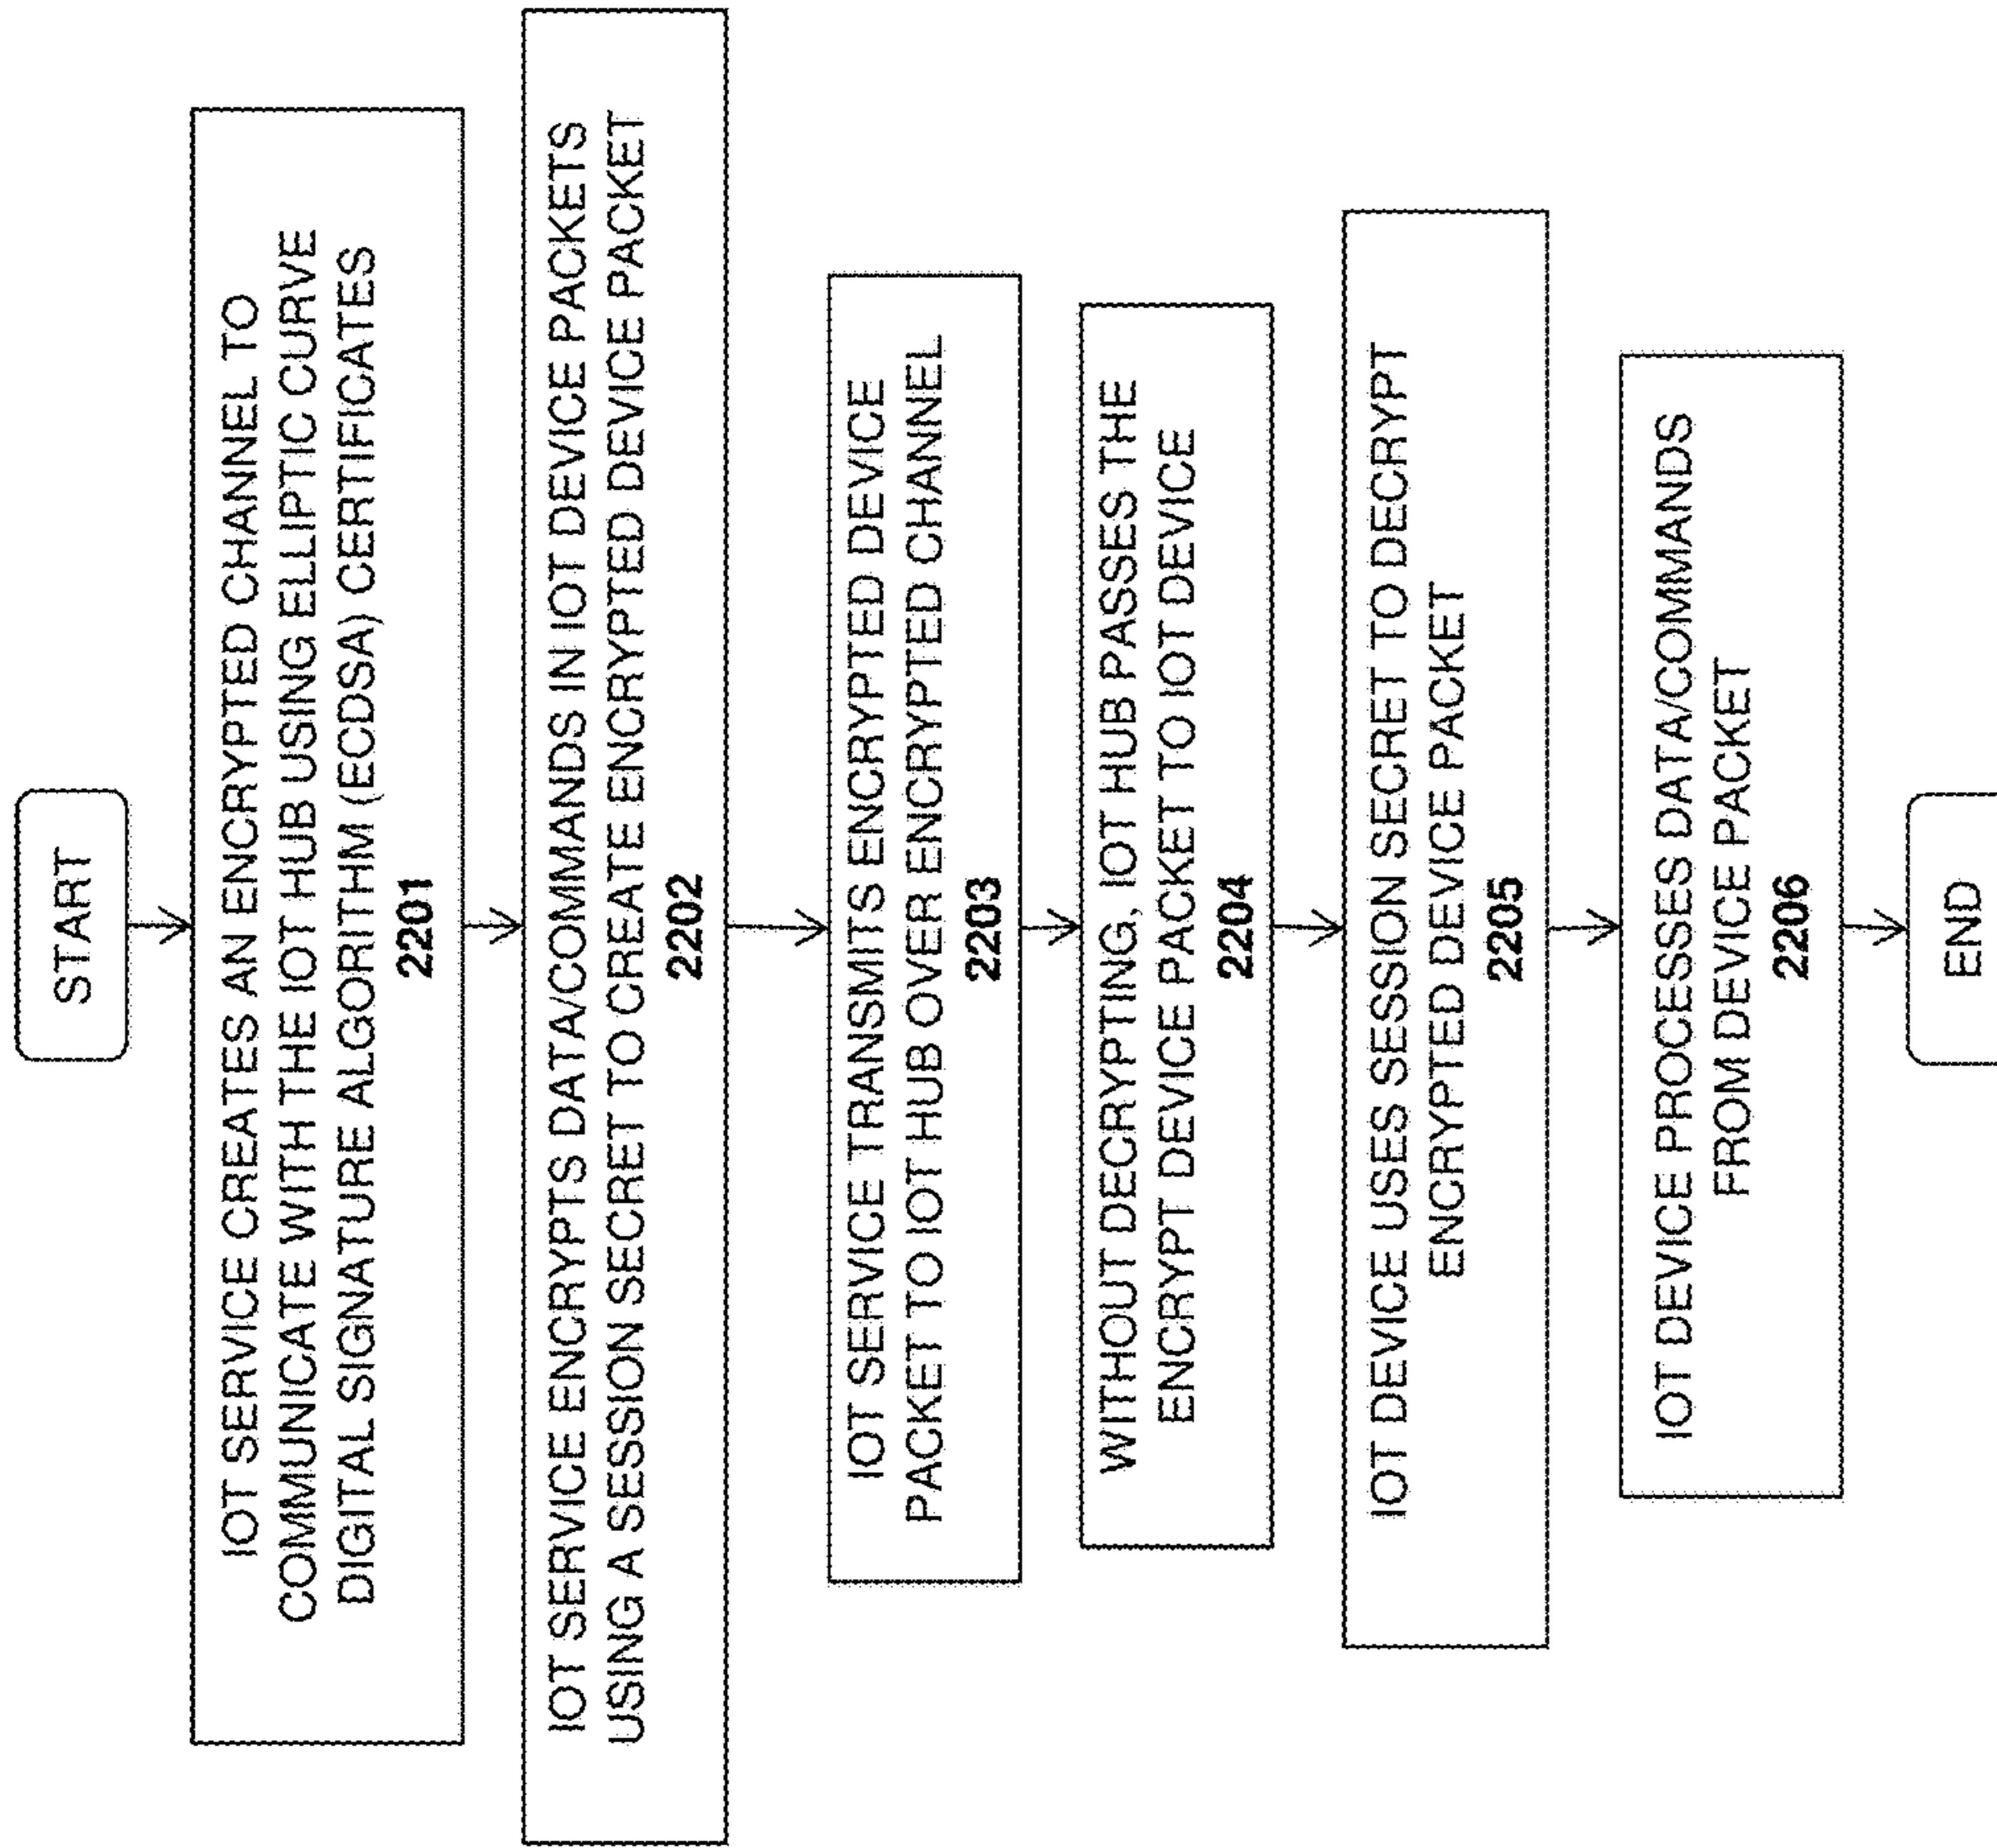 START
IOT SERVICE CREATES AN ENCRYPTED CHANNEL TO
COMMUNICATE WITH THE IOT HUB USING ELLIPTIC CURVE
DIGITAL SIGNATURE ALGORITHM (ECDSA) CERTIFICATES
2201
IOT SERVICE ENCRYPTS DATA/COMMANDS IN IOT DEVICE PACKETS
USING A SESSION SECRET TO CREATE ENCRYPTED DEVICE PACKET
2202
IOT SERVICE TRANSMITS ENCRYPTED DEVICE
PACKET TO IOT HUB OVER ENCRYPTED CHANNEL
2203
WITHOUT DECRYPTING, IOT HUB PASSES THE
ENCRYPT DEVICE PACKET TO IOT DEVICE
2204
IOT DEVICE USES SESSION SECRET TO DECRYPT
ENCRYPTED DEVICE PACKET
2205
IOT DEVICE PROCESSES DATA/COMMANDS
FROM DEVICE PACKET
2206
END